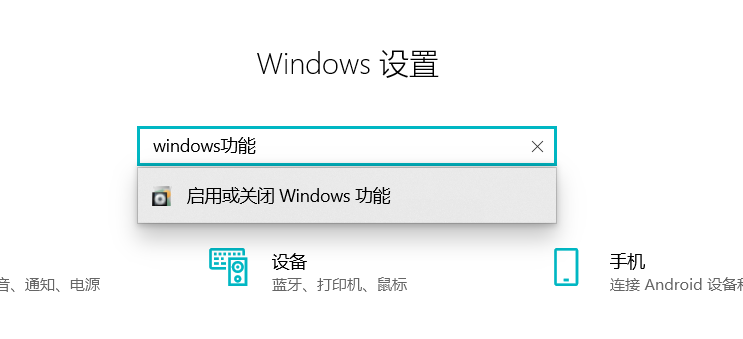 Windows 设置
windows功能
启用或关闭 Windows 功能
设备
手机
音、通知、电源
蓝牙、打印机、鼠标
连接 Android 设备和